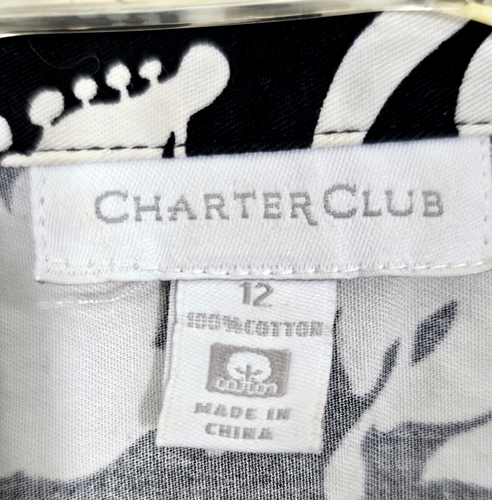 CHARTER CLUB
12
100% COTTON
cotton
MADE IN
CHINA